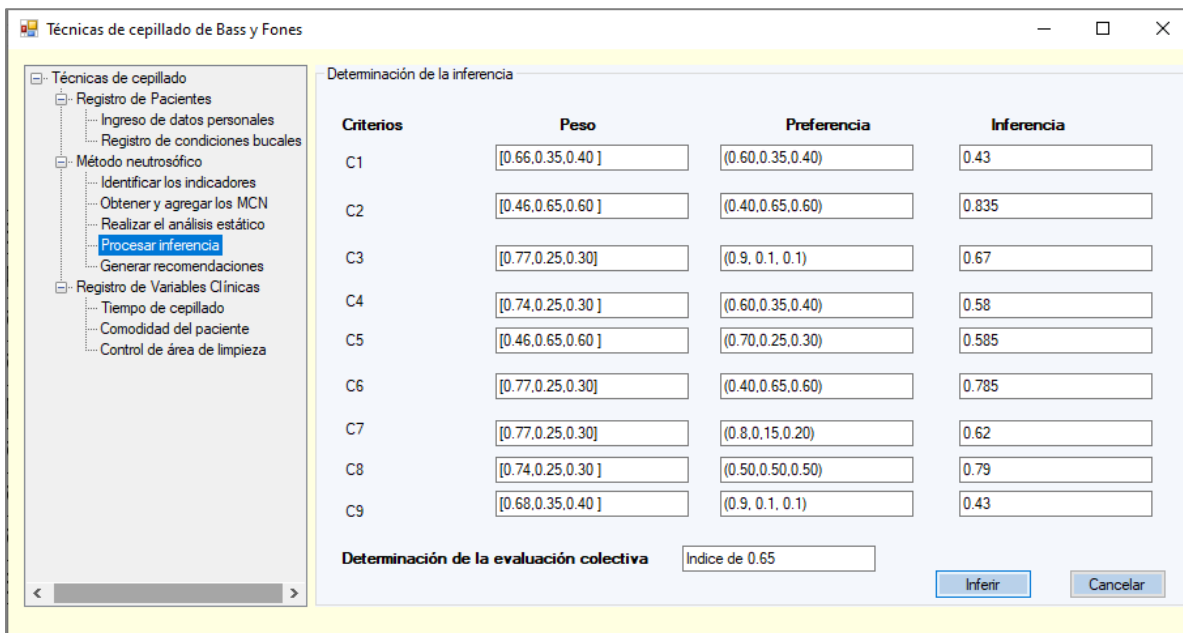 Técnicas de cepillado de Bass y Fones
Técnicas de cepillado
Registro de Pacientes
Ingreso de datos personales
Registro de condiciones bucales
Método neutrosófico
Identificar los indicadores
Obtener y agregar los MCN
Realizar el análisis estático
Procesar inferencia
Generar recomendaciones
Registro de Variables Clínicas
Tiempo de cepillado
Comodidad del paciente
Control de área de limpieza
Determinación de la inferencia
Criterios Peso Preferencia Inferencia
C1 [0.66,0.35,0.40 ] (0.60,0.35,0.40) 0.43
C2 [0.46,0.65,0.60 ] (0.40,0.65,0.60) 0.835
C3 [0.77,0.25,0.30] (0.9, 0.1, 0.1) 0.67
C4 [0.74,0.25,0.30 ] (0.60,0.35,0.40) 0.58
C5 [0.46,0.65,0.60 ] (0.70,0.25,0.30) 0.585
C6 [0.77,0.25,0.30] (0.40,0.65,0.60) 0.785
C7 [0.77,0.25,0.30] (0.8,0,15,0.20) 0.62
C8 [0.74,0.25,0.30 ] (0.50,0.50,0.50) 0.79
C9 [0.68,0.35,0.40 ] (0.9, 0.1, 0.1) 0.43
Determinación de la evaluación colectiva Indice de 0.65
Inferir Cancelar